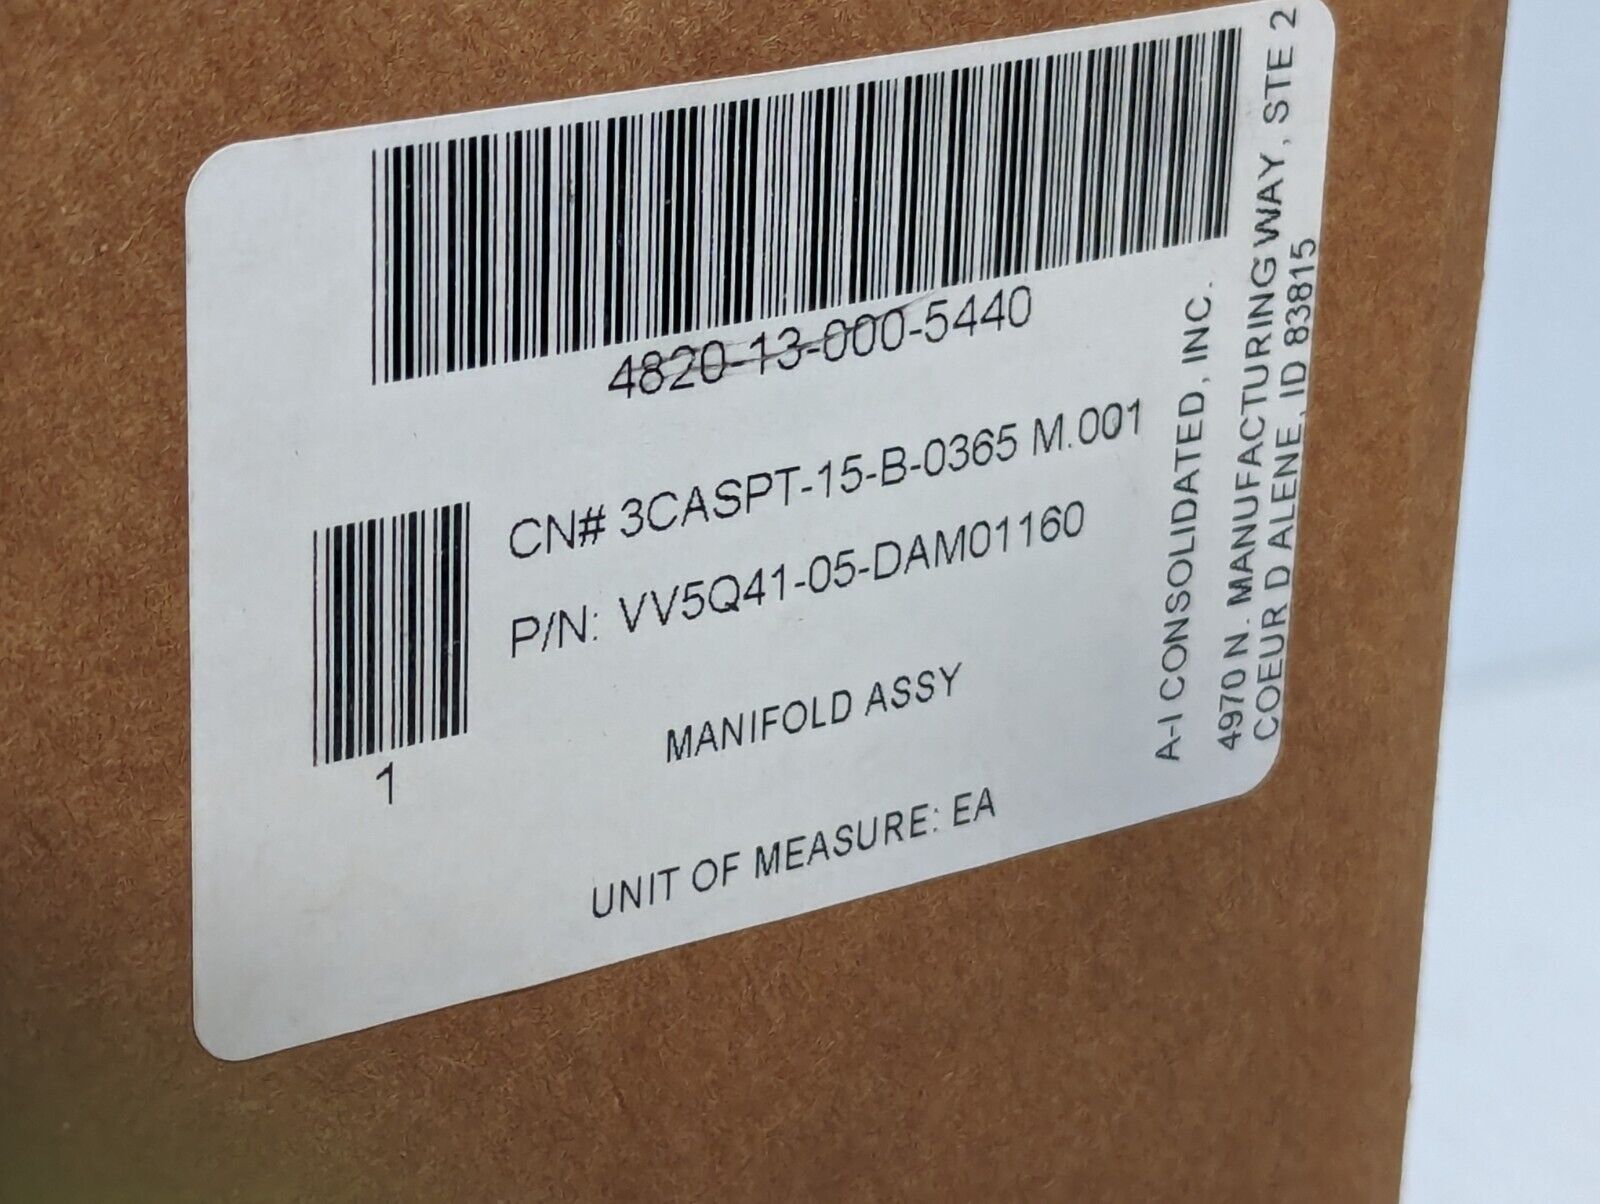 4820-13-000-5440
CN# 3CASPT-15-B-0365 M.001
P/N: VV5Q41-05-DAM01160
1
MANIFOLD ASSY
UNIT OF MEASURE: EA
A-I CONSOLIDATED, INC.
4970 N. MANUFACTURING WAY, STE 2
COEUR D ALENE, ID 83815